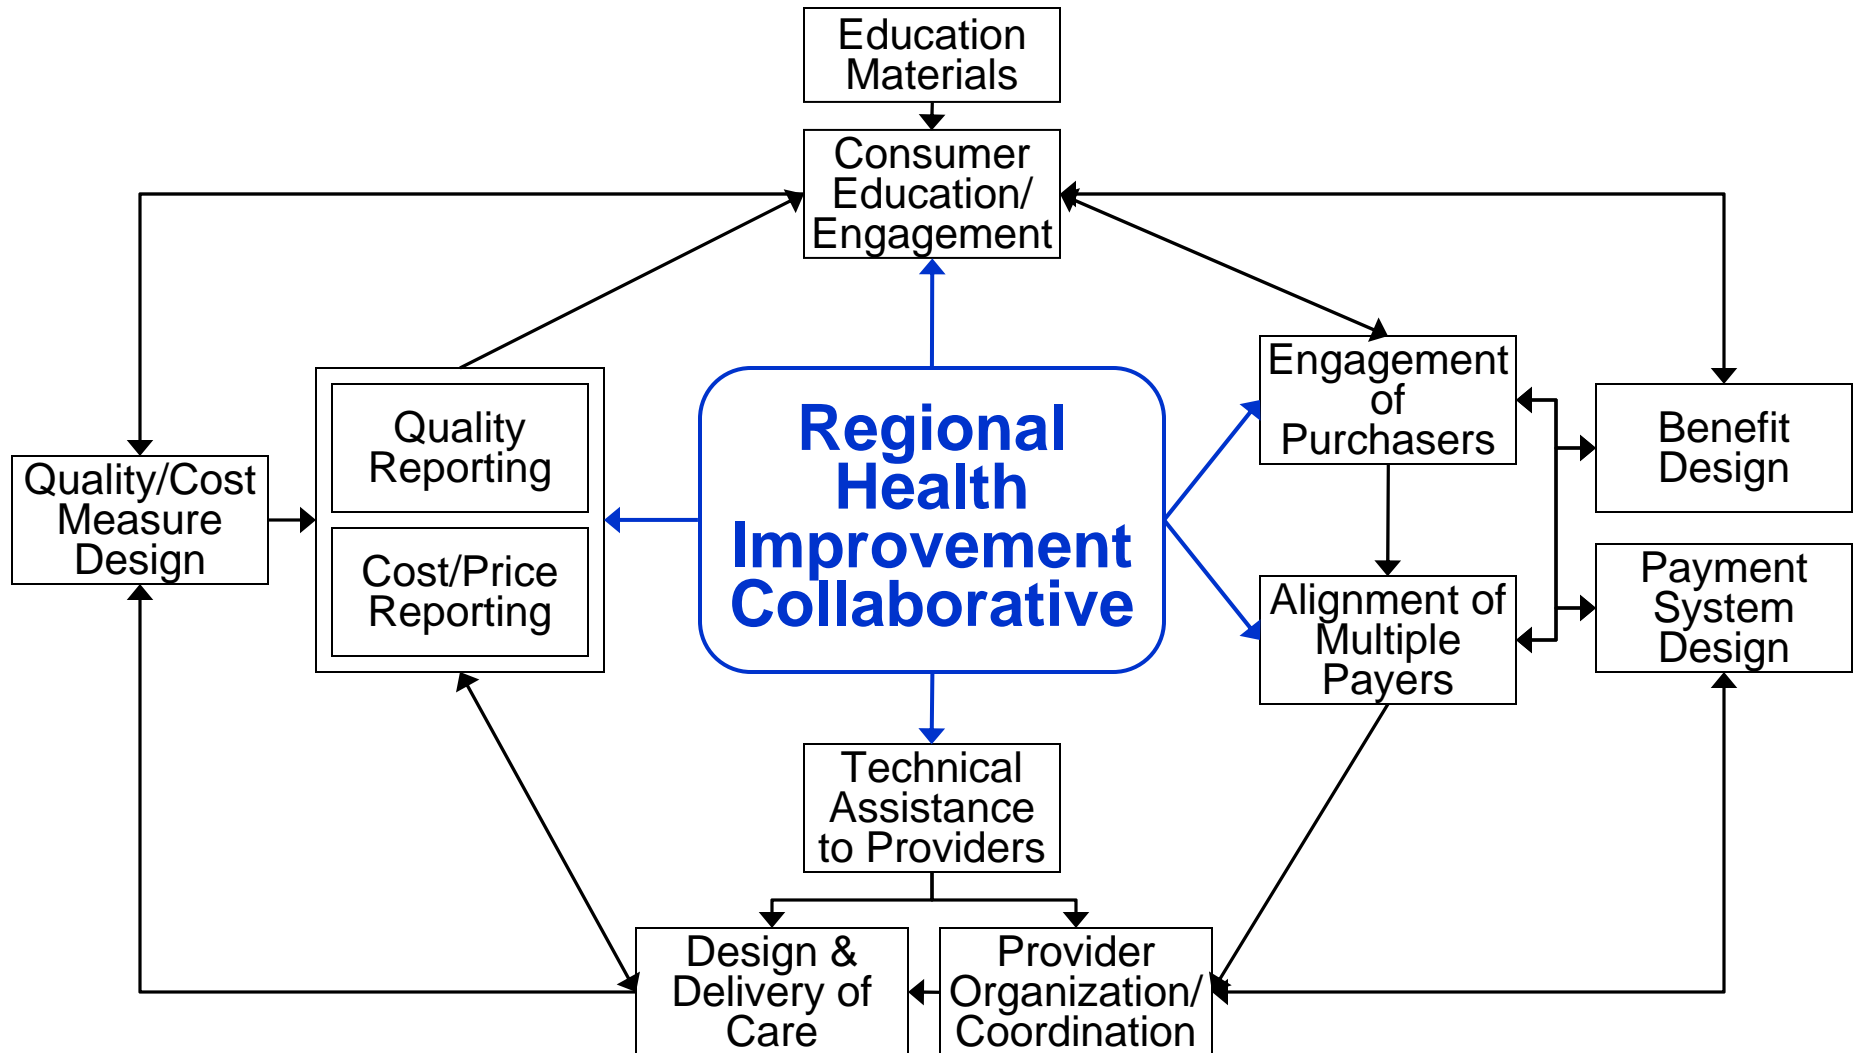 Education
Materials
Consumer
Education/
Engagement
Quality/Cost
Measure
Design
Quality
Reporting
Cost/Price
Reporting
Regional
Health
Improvement
Collaborative
Engagement
of
Purchasers
Alignment of
Multiple
Payers
Benefit
Design
Payment
System
Design
Technical
Assistance
to Providers
Design &
Delivery of
Care
Provider
Organization/
Coordination